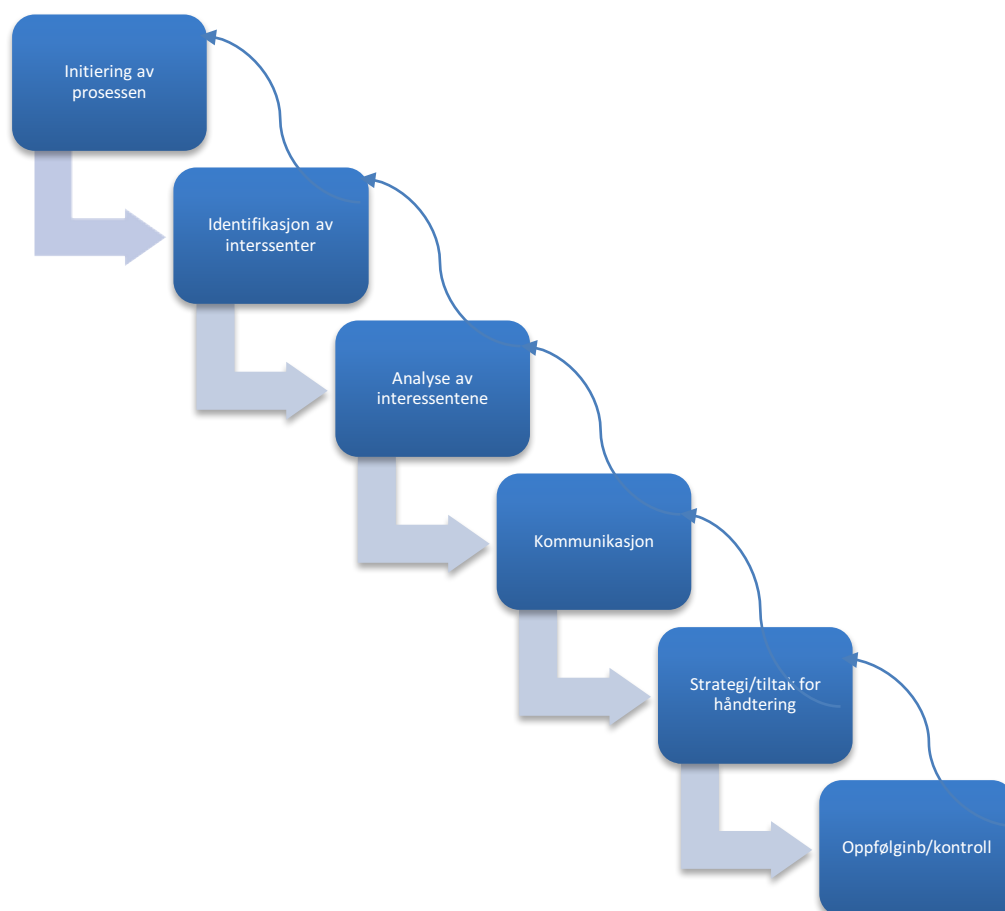 Initiering av
prosessen
Identifikasjon av
interssenter
Analyse av
interessentene
Kommunikasjon
Strategi/tiltak for
håndtering
Oppfølginb/kontroll